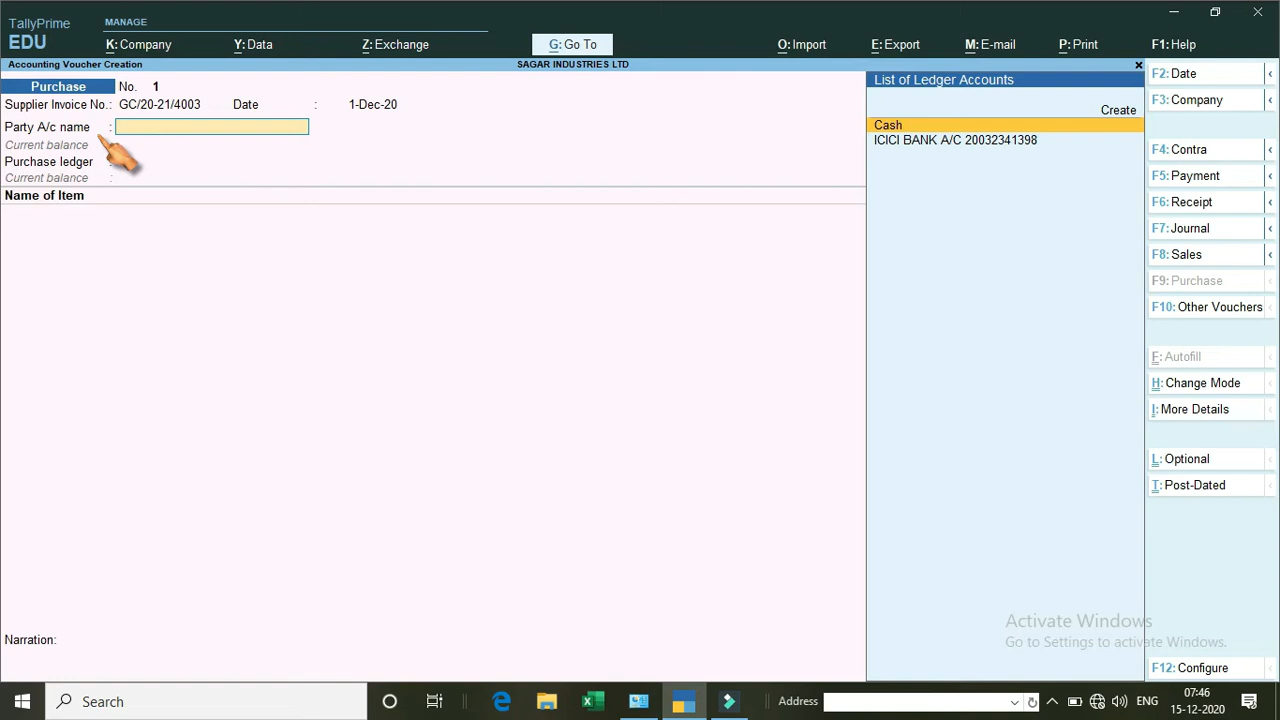 TallyPrime
MANAGE
EDU
K: Company
Y: Data
Z: Exchange
G: Go To
O: Import
E: Export
M: E-mail
P: Print
F1: Help
Accounting Voucher Creation
SAGAR INDUSTRIES LTD
Purchase No. 1
Supplier Invoice No.: GC/20-21/4003 Date : 1-Dec-20
Party A/c name :
Current balance
Purchase ledger :
Current balance :
Name of Item
Narration:
List of Ledger Accounts
Create
Cash
ICICI BANK A/C 20032341398
F2: Date
F3: Company
F4: Contra
F5: Payment
F6: Receipt
F7: Journal
F8: Sales
F9: Purchase
F10: Other Vouchers
F: Autofill
H: Change Mode
I: More Details
L: Optional
T: Post-Dated
F12: Configure
Activate Windows
Go to Settings to activate Windows.
Search
Address
ENG
07:46
15-12-2020